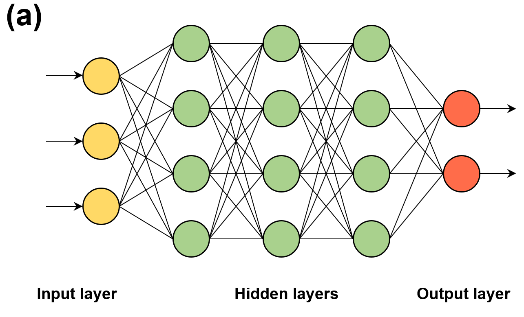 (a)
Input layer
Hidden layers
Output layer